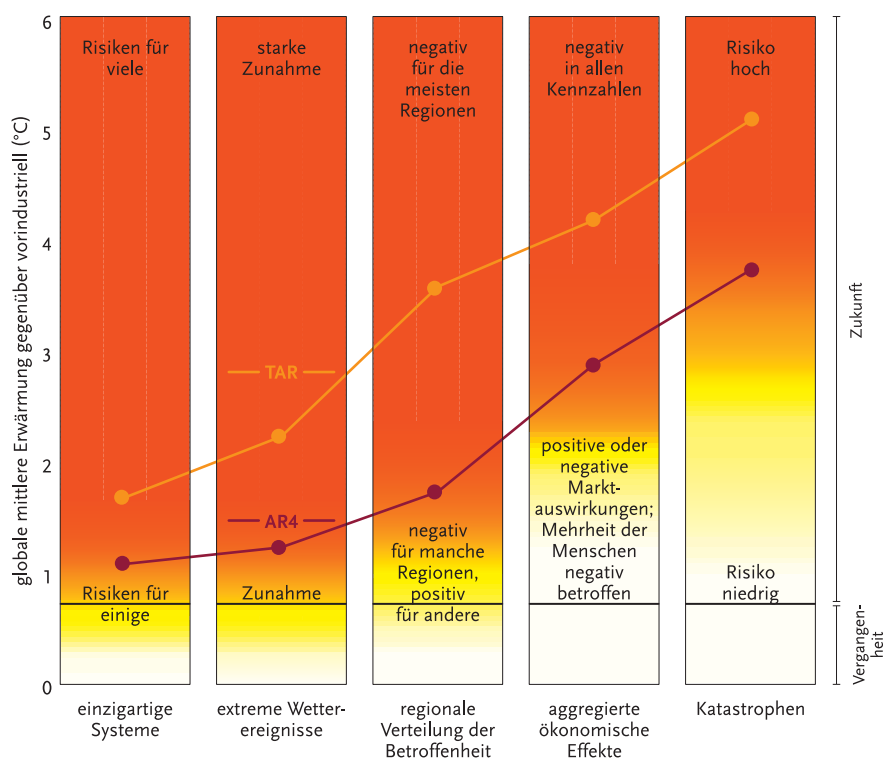 globale mittlere Erwärmung gegenüber vorindustriell (°C)
6
5
4
3
2
1
0
Risiken für
viele
starke
Zunahme
negativ
für die
meisten
Regionen
negativ
in allen
Kennzahlen
Risiko
hoch
TAR
AR4
Risiken für
einige
Zunahme
negativ
für manche
Regionen,
positiv
für andere
positive oder
negative
Markt-
auswirkungen;
Mehrheit der
Menschen
negativ
betroffen
Risiko
niedrig
Zukunft
Vergangen-
heit
einzigartige
Systeme
extreme Wetter-
ereignisse
regionale
Verteilung der
Betroffenheit
aggregierte
ökonomische
Effekte
Katastrophen